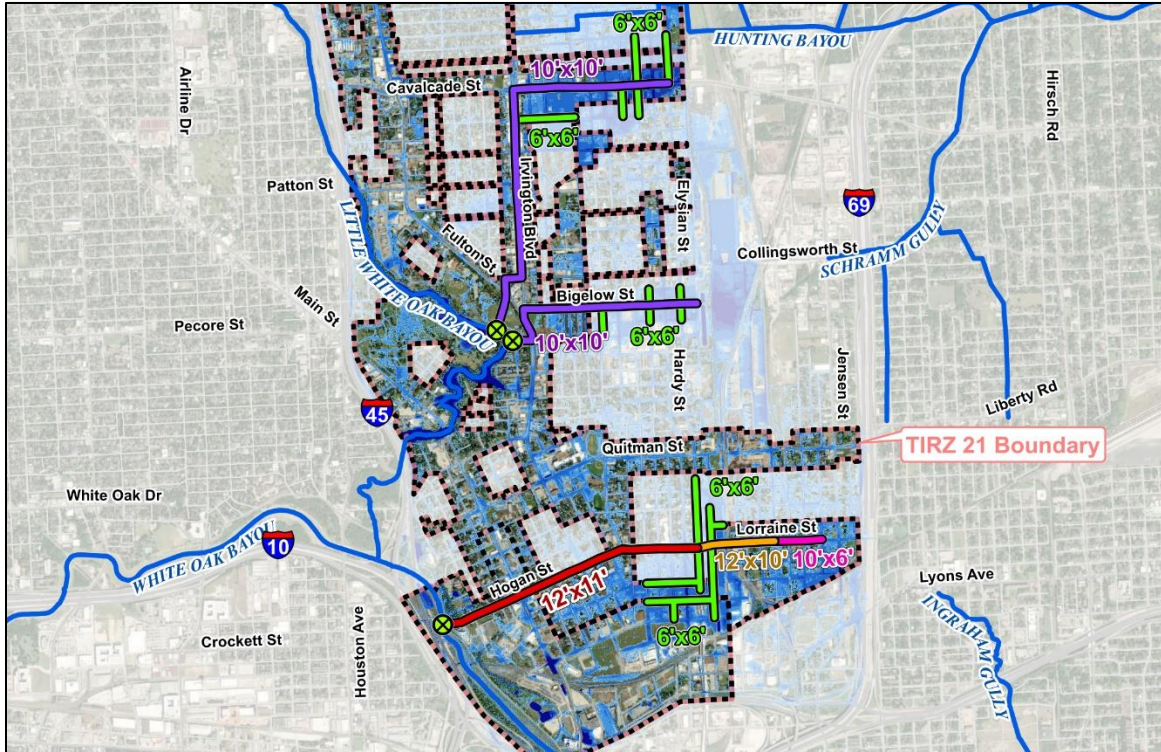 6'x6'
HUNTING BAYOU
10'x10'
Cavalcade St
Airline Dr
Hirsch Rd
6'x6'
Irvington Blvd
Patton St
Elysian St
69
LITTLE WHITE OAK BAYOU
Fulton St
Collingsworth St
SCHRAMM GULLY
Main St
Bigelow St
Pecore St
10'x10'
6'x6'
Hardy St
Jensen St
Liberty Rd
45
Quitman St
TIRZ 21 Boundary
White Oak Dr
6'x6'
Lorraine St
WHITE OAK BAYOU
10
Hogan St
12'x11'
12'x10'
10'x6'
Lyons Ave
Crockett St
Houston Ave
6'x6'
INGRAHAM GULLY